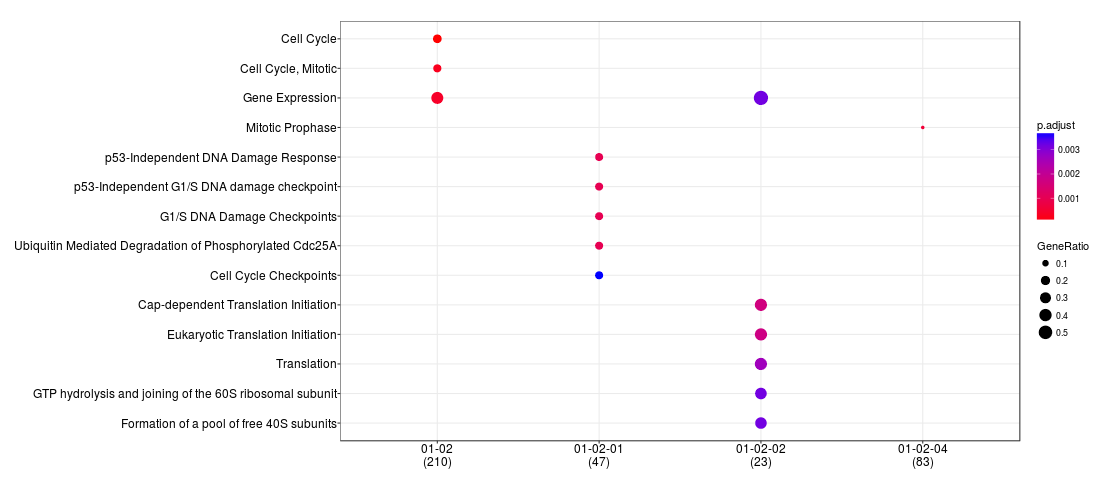 Cell Cycle
Cell Cycle, Mitotic
Gene Expression
Mitotic Prophase
p53-Independent DNA Damage Response
p53-Independent G1/S DNA damage checkpoint
G1/S DNA Damage Checkpoints
Ubiquitin Mediated Degradation of Phosphorylated Cdc25A
Cell Cycle Checkpoints
Cap-dependent Translation Initiation
Eukaryotic Translation Initiation
Translation
GTP hydrolysis and joining of the 60S ribosomal subunit
Formation of a pool of free 40S subunits
01-02
(210)
01-02-01
(47)
01-02-02
(23)
01-02-04
(83)
p.adjust
0.003
0.002
0.001
GeneRatio
0.1
0.2
0.3
0.4
0.5